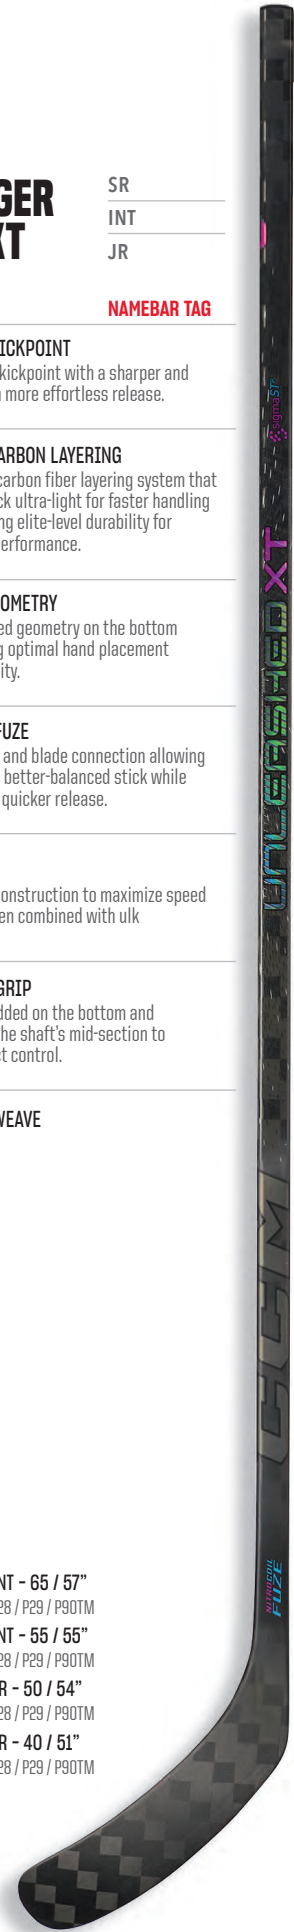 GER
XT
SR
INT
JR
NAMEBAR TAG
ICKPOINT
kickpoint with a sharper and
more effortless release.
ARBON LAYERING
carbon fiber layering system that
ck ultra-light for faster handling
ng elite-level durability for
erformance.
OMETRY
ed geometry on the bottom
g optimal hand placement
ity.
FUZE
and blade connection allowing
better-balanced stick while
quicker release.
onstruction to maximize speed
en combined with ulk
GRIP
dded on the bottom and
he shaft's mid-section to
ct control.
WEAVE
NT - 65 / 57”
28 / P29 / P90TM
NT - 55 / 55”
28 / P29 / P90TM
R - 50 / 54”
28 / P29 / P90TM
R - 40 / 51”
28 / P29 / P90TM
sigmaST
UNLEASHED XT
CCM
NITROCOIL
FUZE